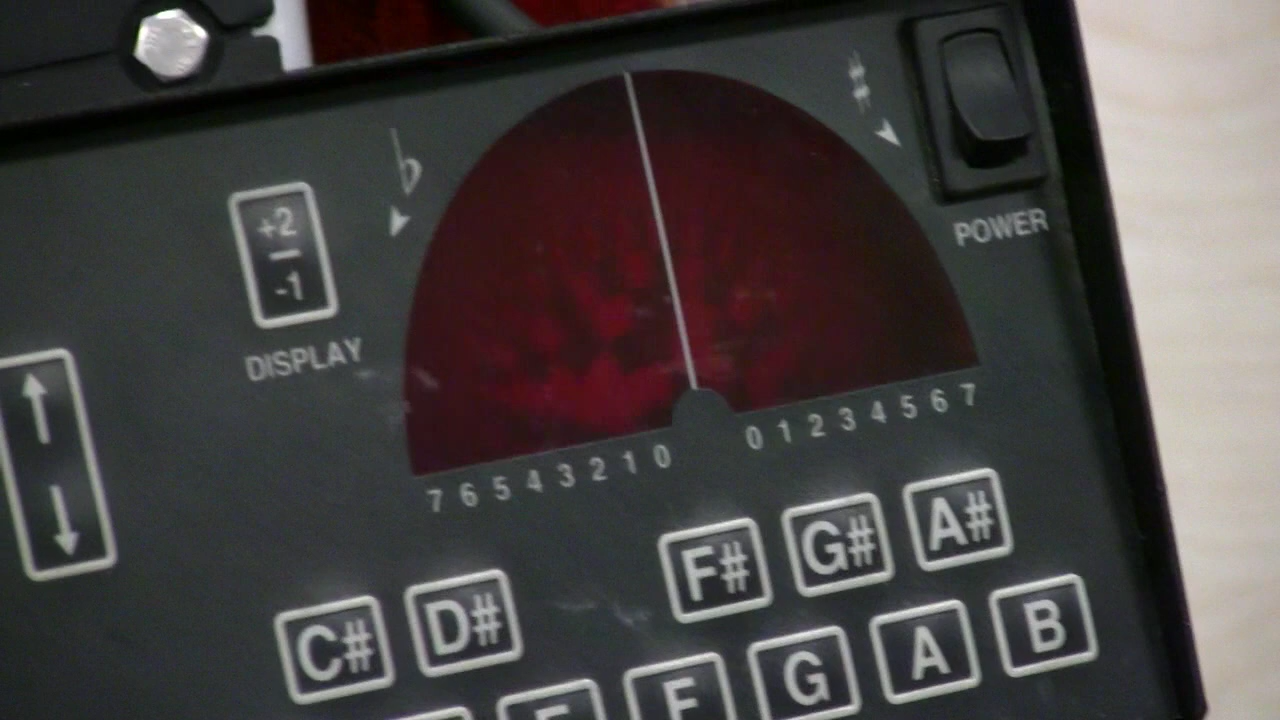 ♭ ♯
POWER
+2
-1
DISPLAY
7 6 5 4 3 2 1 0 0 1 2 3 4 5 6 7
C# D# F# G# A#
E F G A B